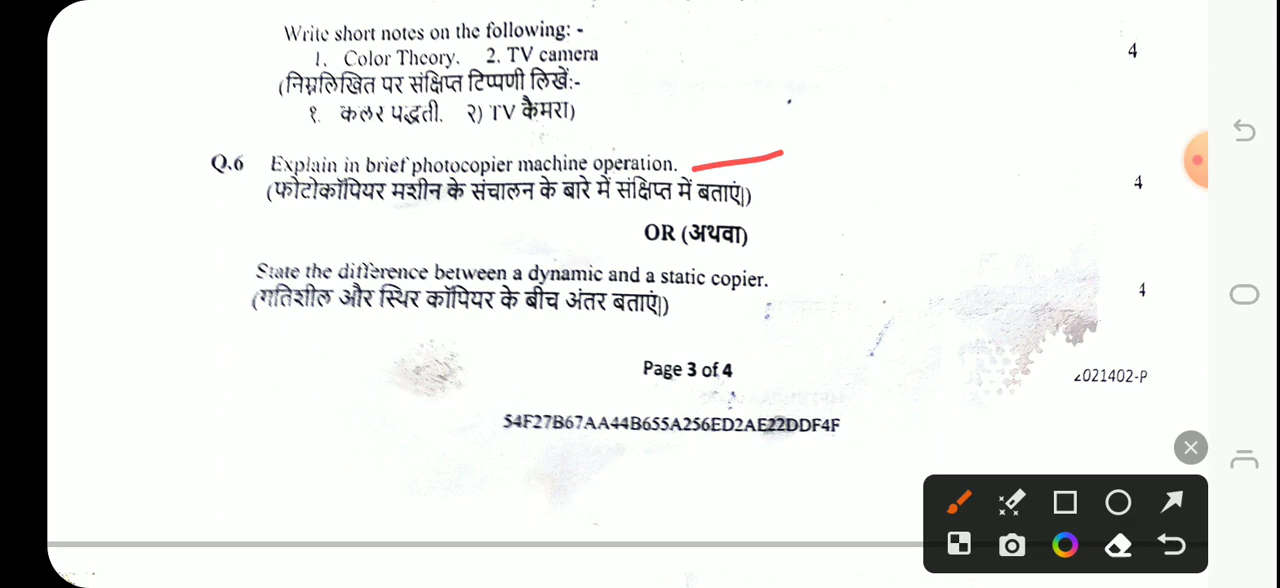 Write short notes on the following: -
1. Color Theory. 2. TV camera
4
(निम्नलिखित पर संक्षिप्त टिप्पणी लिखें:-
१. कलर पद्धती. २) TV कैमरा)
Q.6 Explain in brief photocopier machine operation.
4
(फोटोकॉपियर मशीन के संचालन के बारे में संक्षिप्त में बताएं|)
OR (अथवा)
State the difference between a dynamic and a static copier.
4
(गतिशील और स्थिर कॉपियर के बीच अंतर बताएं|)
Page 3 of 4
2021402-P
54F27B67AA44B655A256ED2AE22DDF4F